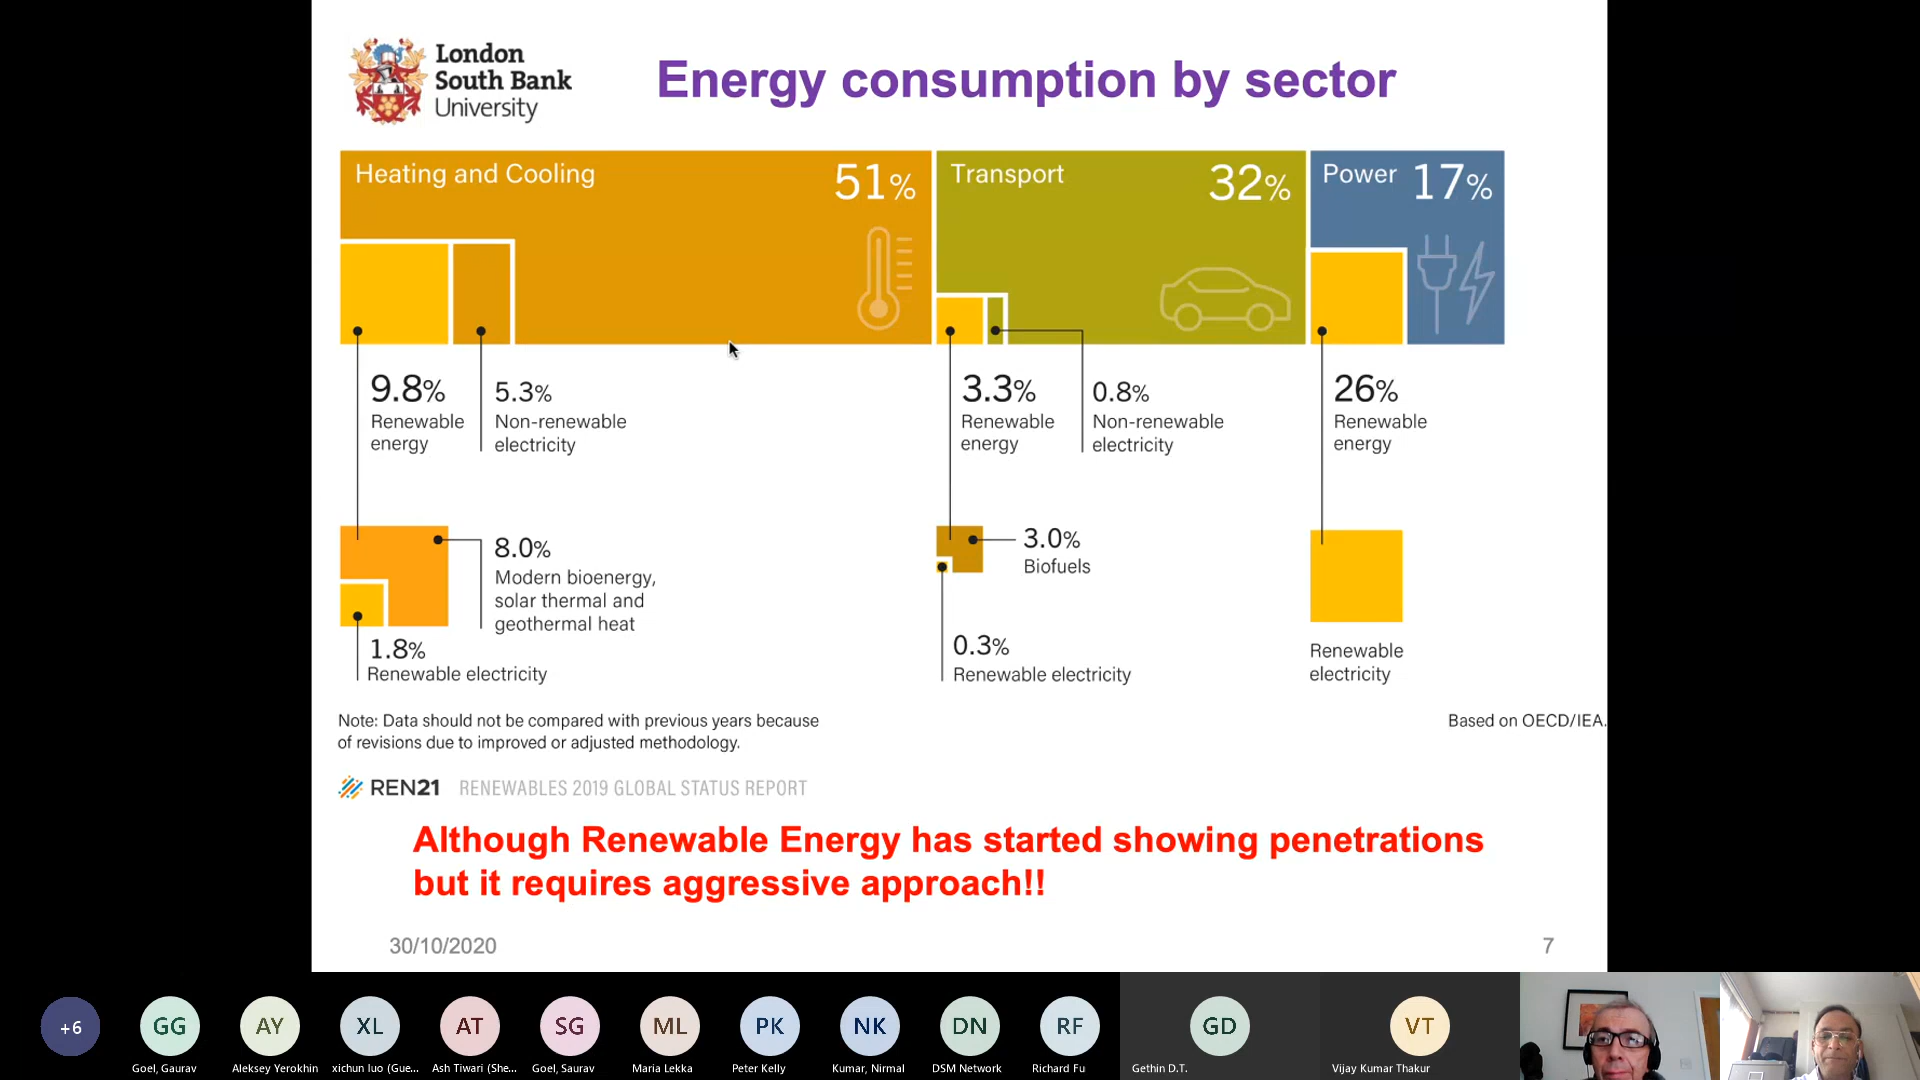 London
South Bank
University
Energy consumption by sector
Heating and Cooling 51%
Transport 32%
Power 17%
9.8%
Renewable
energy
5.3%
Non-renewable
electricity
3.3%
Renewable
energy
0.8%
Non-renewable
electricity
26%
Renewable
energy
8.0%
Modern bioenergy,
solar thermal and
geothermal heat
1.8%
Renewable electricity
3.0%
Biofuels
0.3%
Renewable electricity
Renewable
electricity
Note: Data should not be compared with previous years because
of revisions due to improved or adjusted methodology.
Based on OECD/IEA.
REN21 RENEWABLES 2019 GLOBAL STATUS REPORT
Although Renewable Energy has started showing penetrations
but it requires aggressive approach!!
30/10/2020
7
+6
GG
AY
XL
AT
SG
ML
PK
NK
DN
RF
GD
VT
Goel, Gaurav
Aleksey Yerokhin
xichun luo (Gue...
Ash Tiwari (She...
Goel, Saurav
Maria Lekka
Peter Kelly
Kumar, Nirmal
DSM Network
Richard Fu
Gethin D.T.
Vijay Kumar Thakur